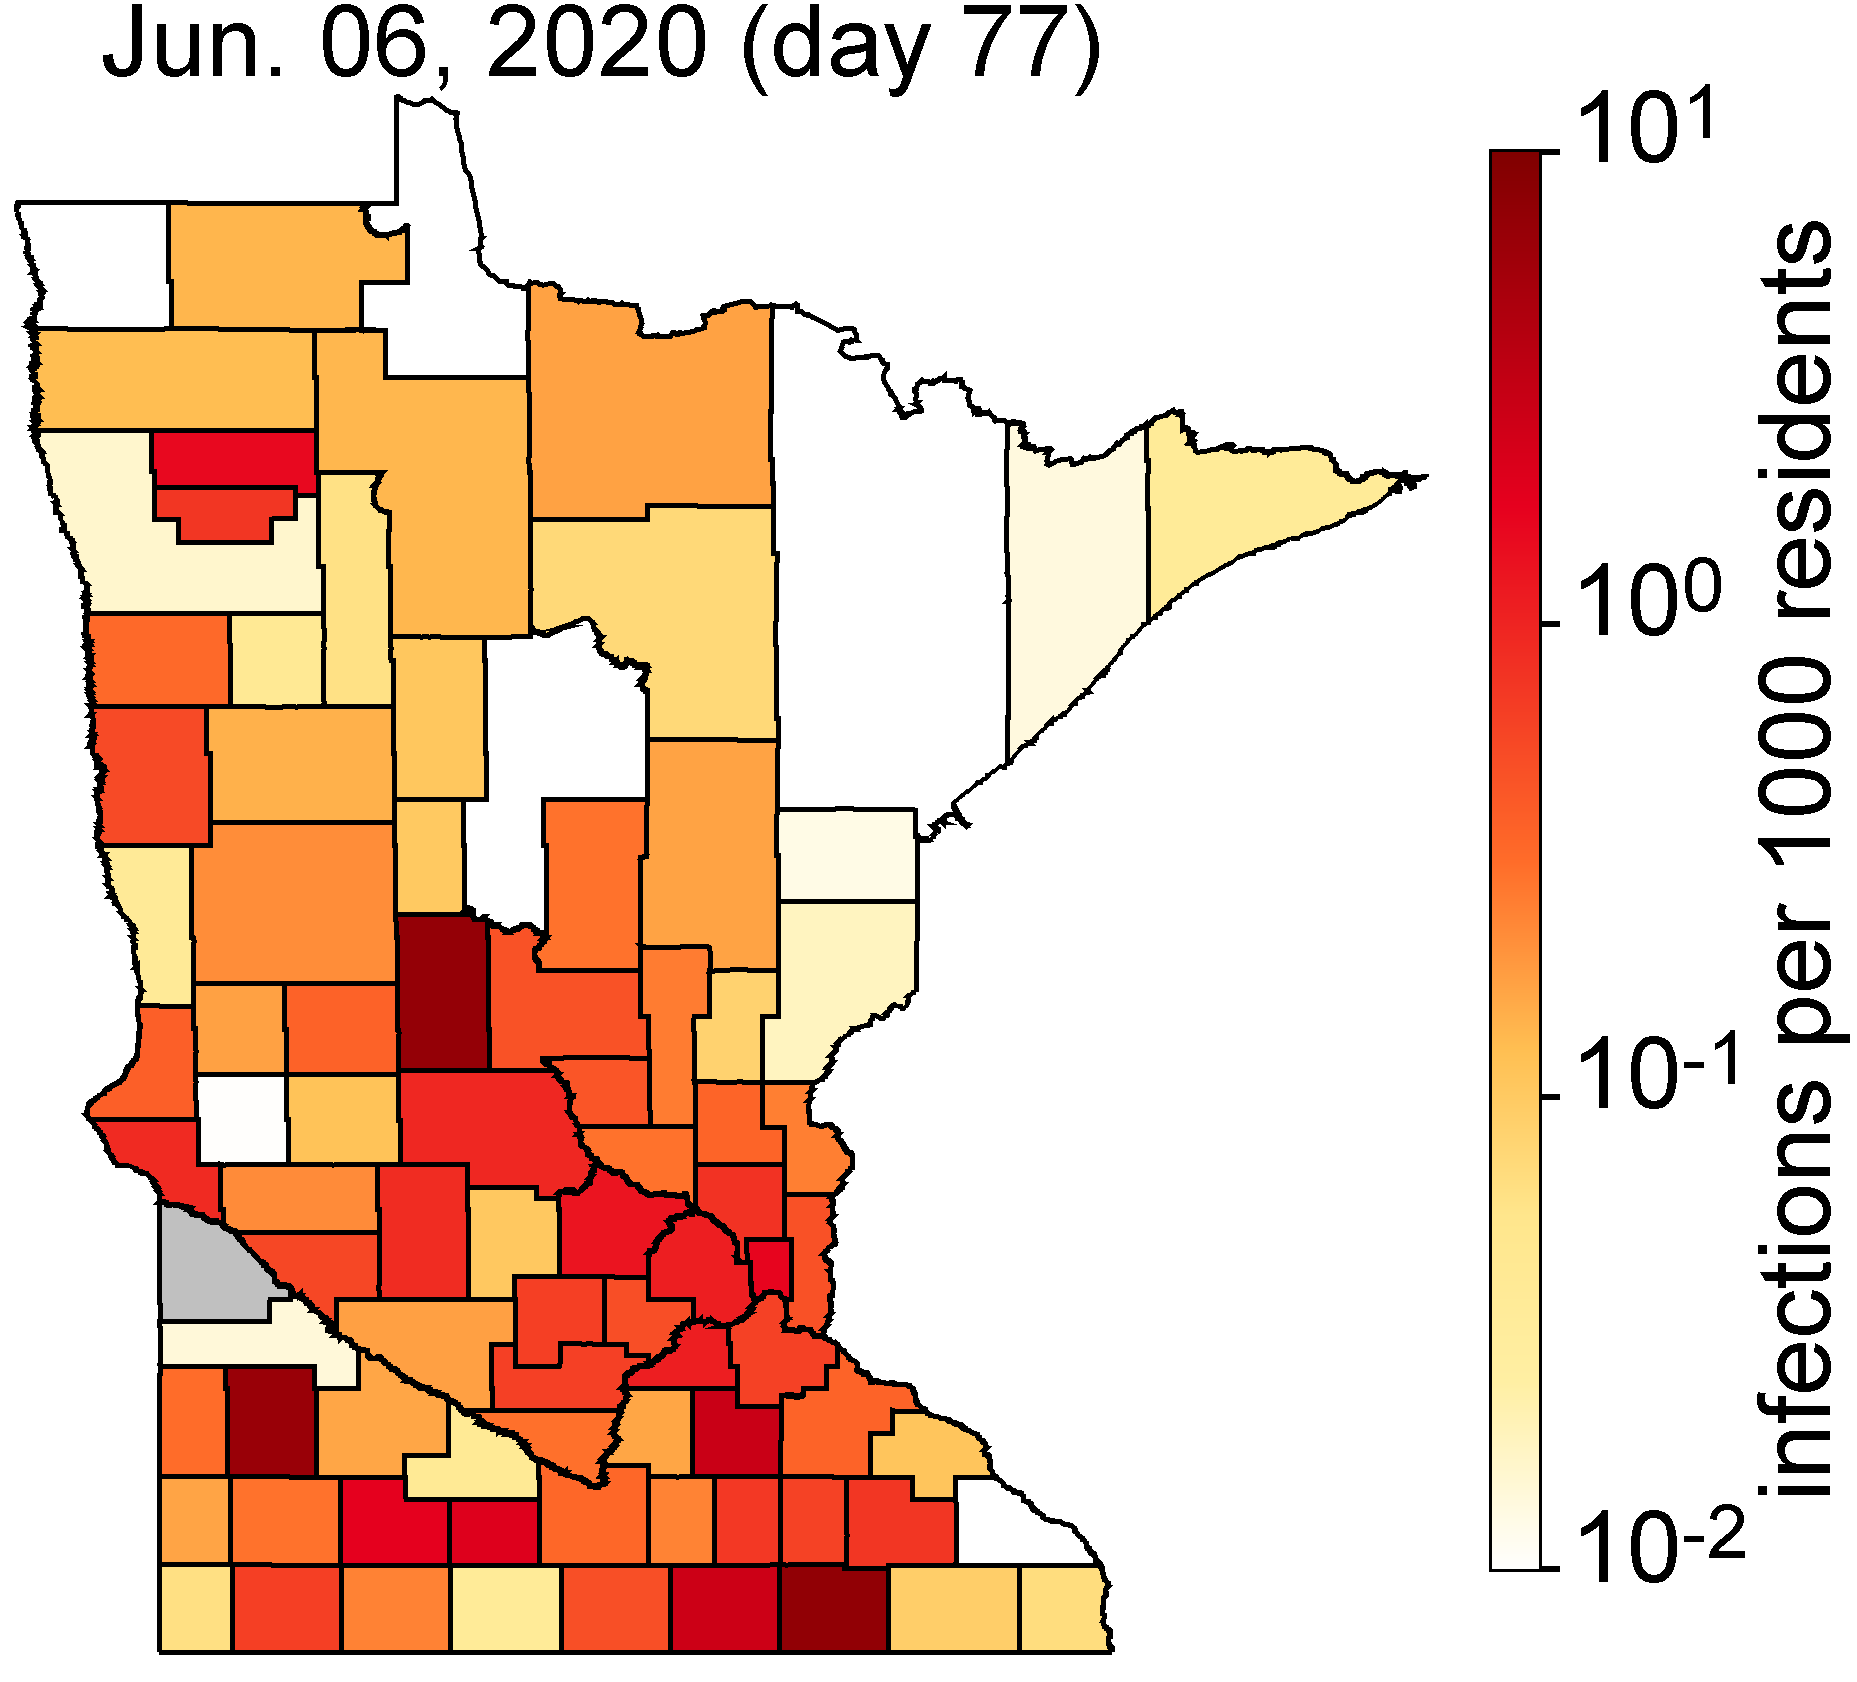 Jun. 06, 2020 (day 77)
10¹
10⁰
10⁻¹
10⁻²
infections per 1000 residents